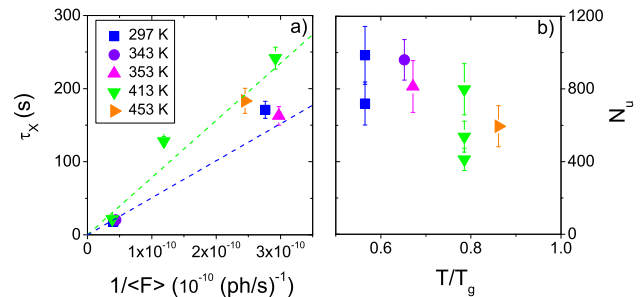 300
200
100
0
τX (s)
297 K
343 K
353 K
413 K
453 K
a)
0
1x10-10
2x10-10
3x10-10
1/<F> (10-10 (ph/s)-1)
b)
1200
800
400
0
Nu
0.6
0.8
1.0
T/Tg